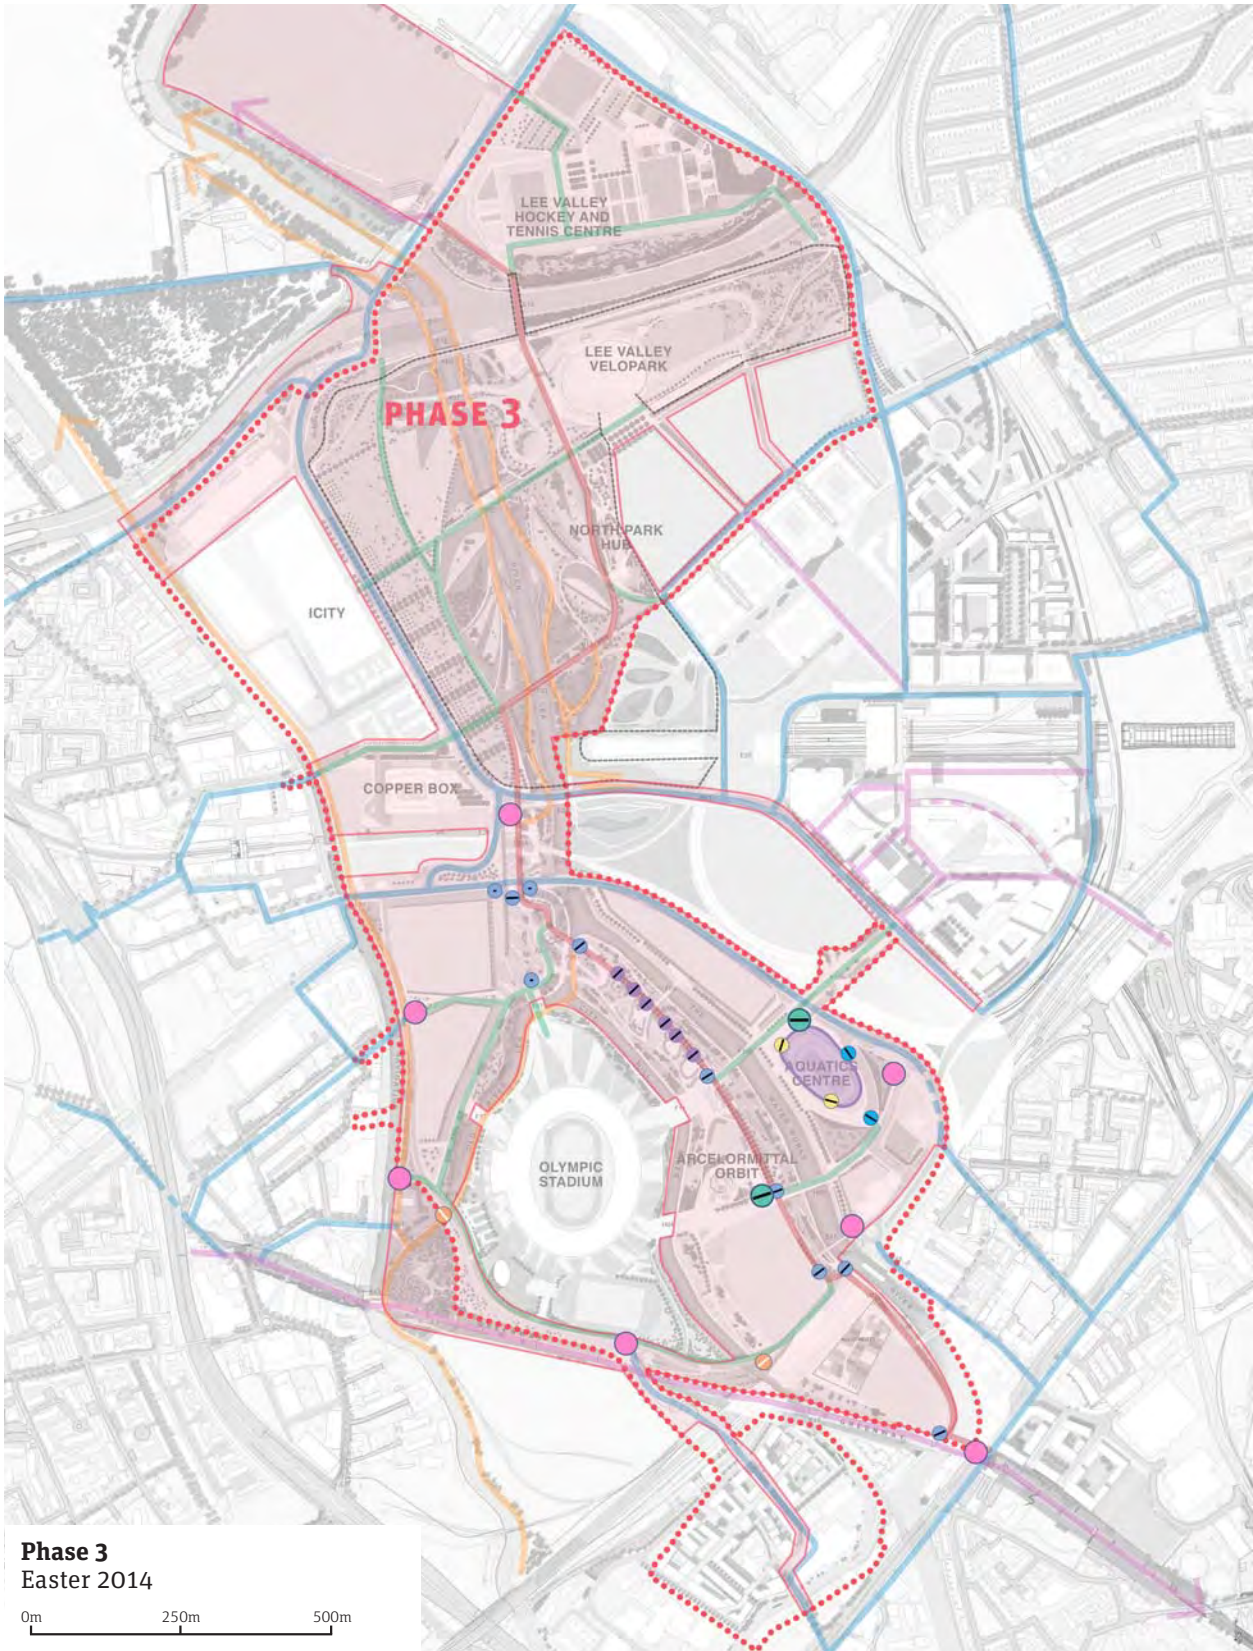 LEE VALLEY
HOCKEY AND
TENNIS CENTRE
LEE VALLEY
VELOPARK
PHASE 3
NORTH PARK
HUB
ICITY
COPPER BOX
AQUATICS
CENTRE
ARCELORMITTAL
ORBIT
OLYMPIC
STADIUM
Phase 3
Easter 2014
0m 250m 500m